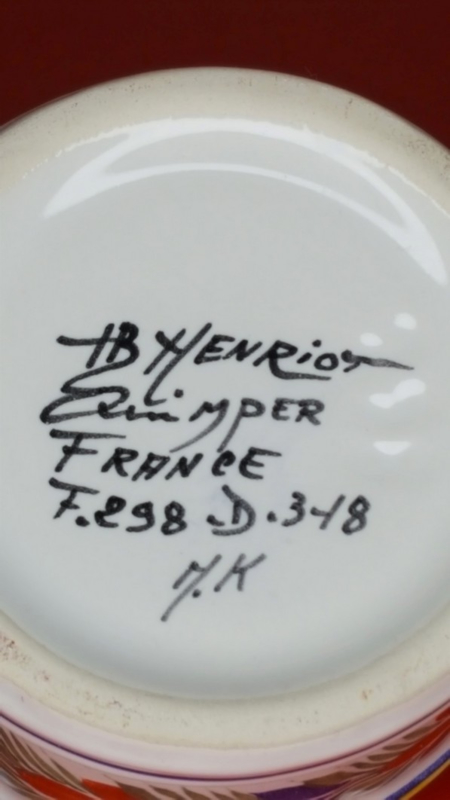 HB Henriot
Quimper
FRANCE
F.298 .D.348